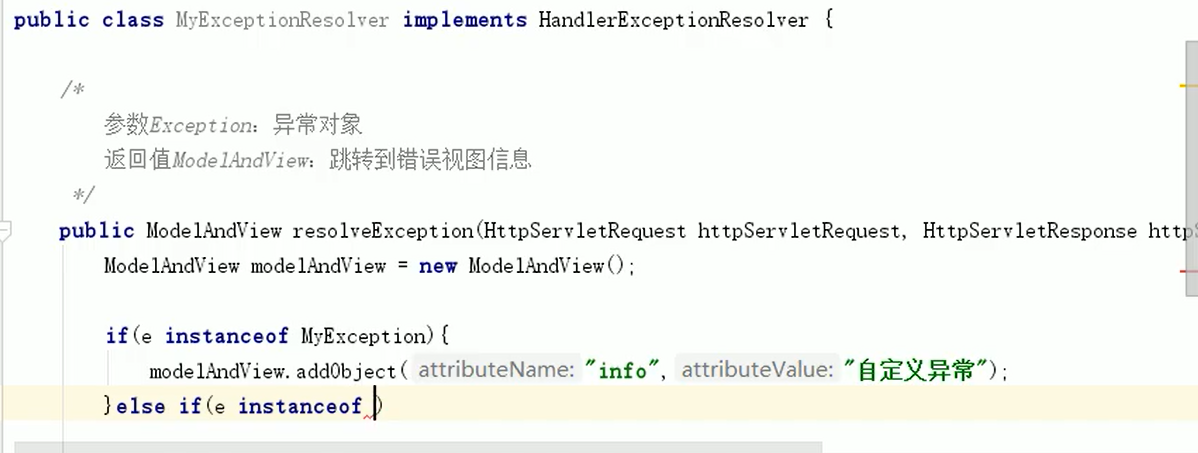 public class MyExceptionResolver implements HandlerExceptionResolver {
/*
参数Exception：异常对象
返回值ModelAndView：跳转到错误视图信息
*/
public ModelAndView resolveException(HttpServletRequest httpServletRequest, HttpServletResponse httpS
ModelAndView modelAndView = new ModelAndView();
if(e instanceof MyException){
modelAndView.addObject( attributeName: "info", attributeValue: "自定义异常");
}else if(e instanceof )